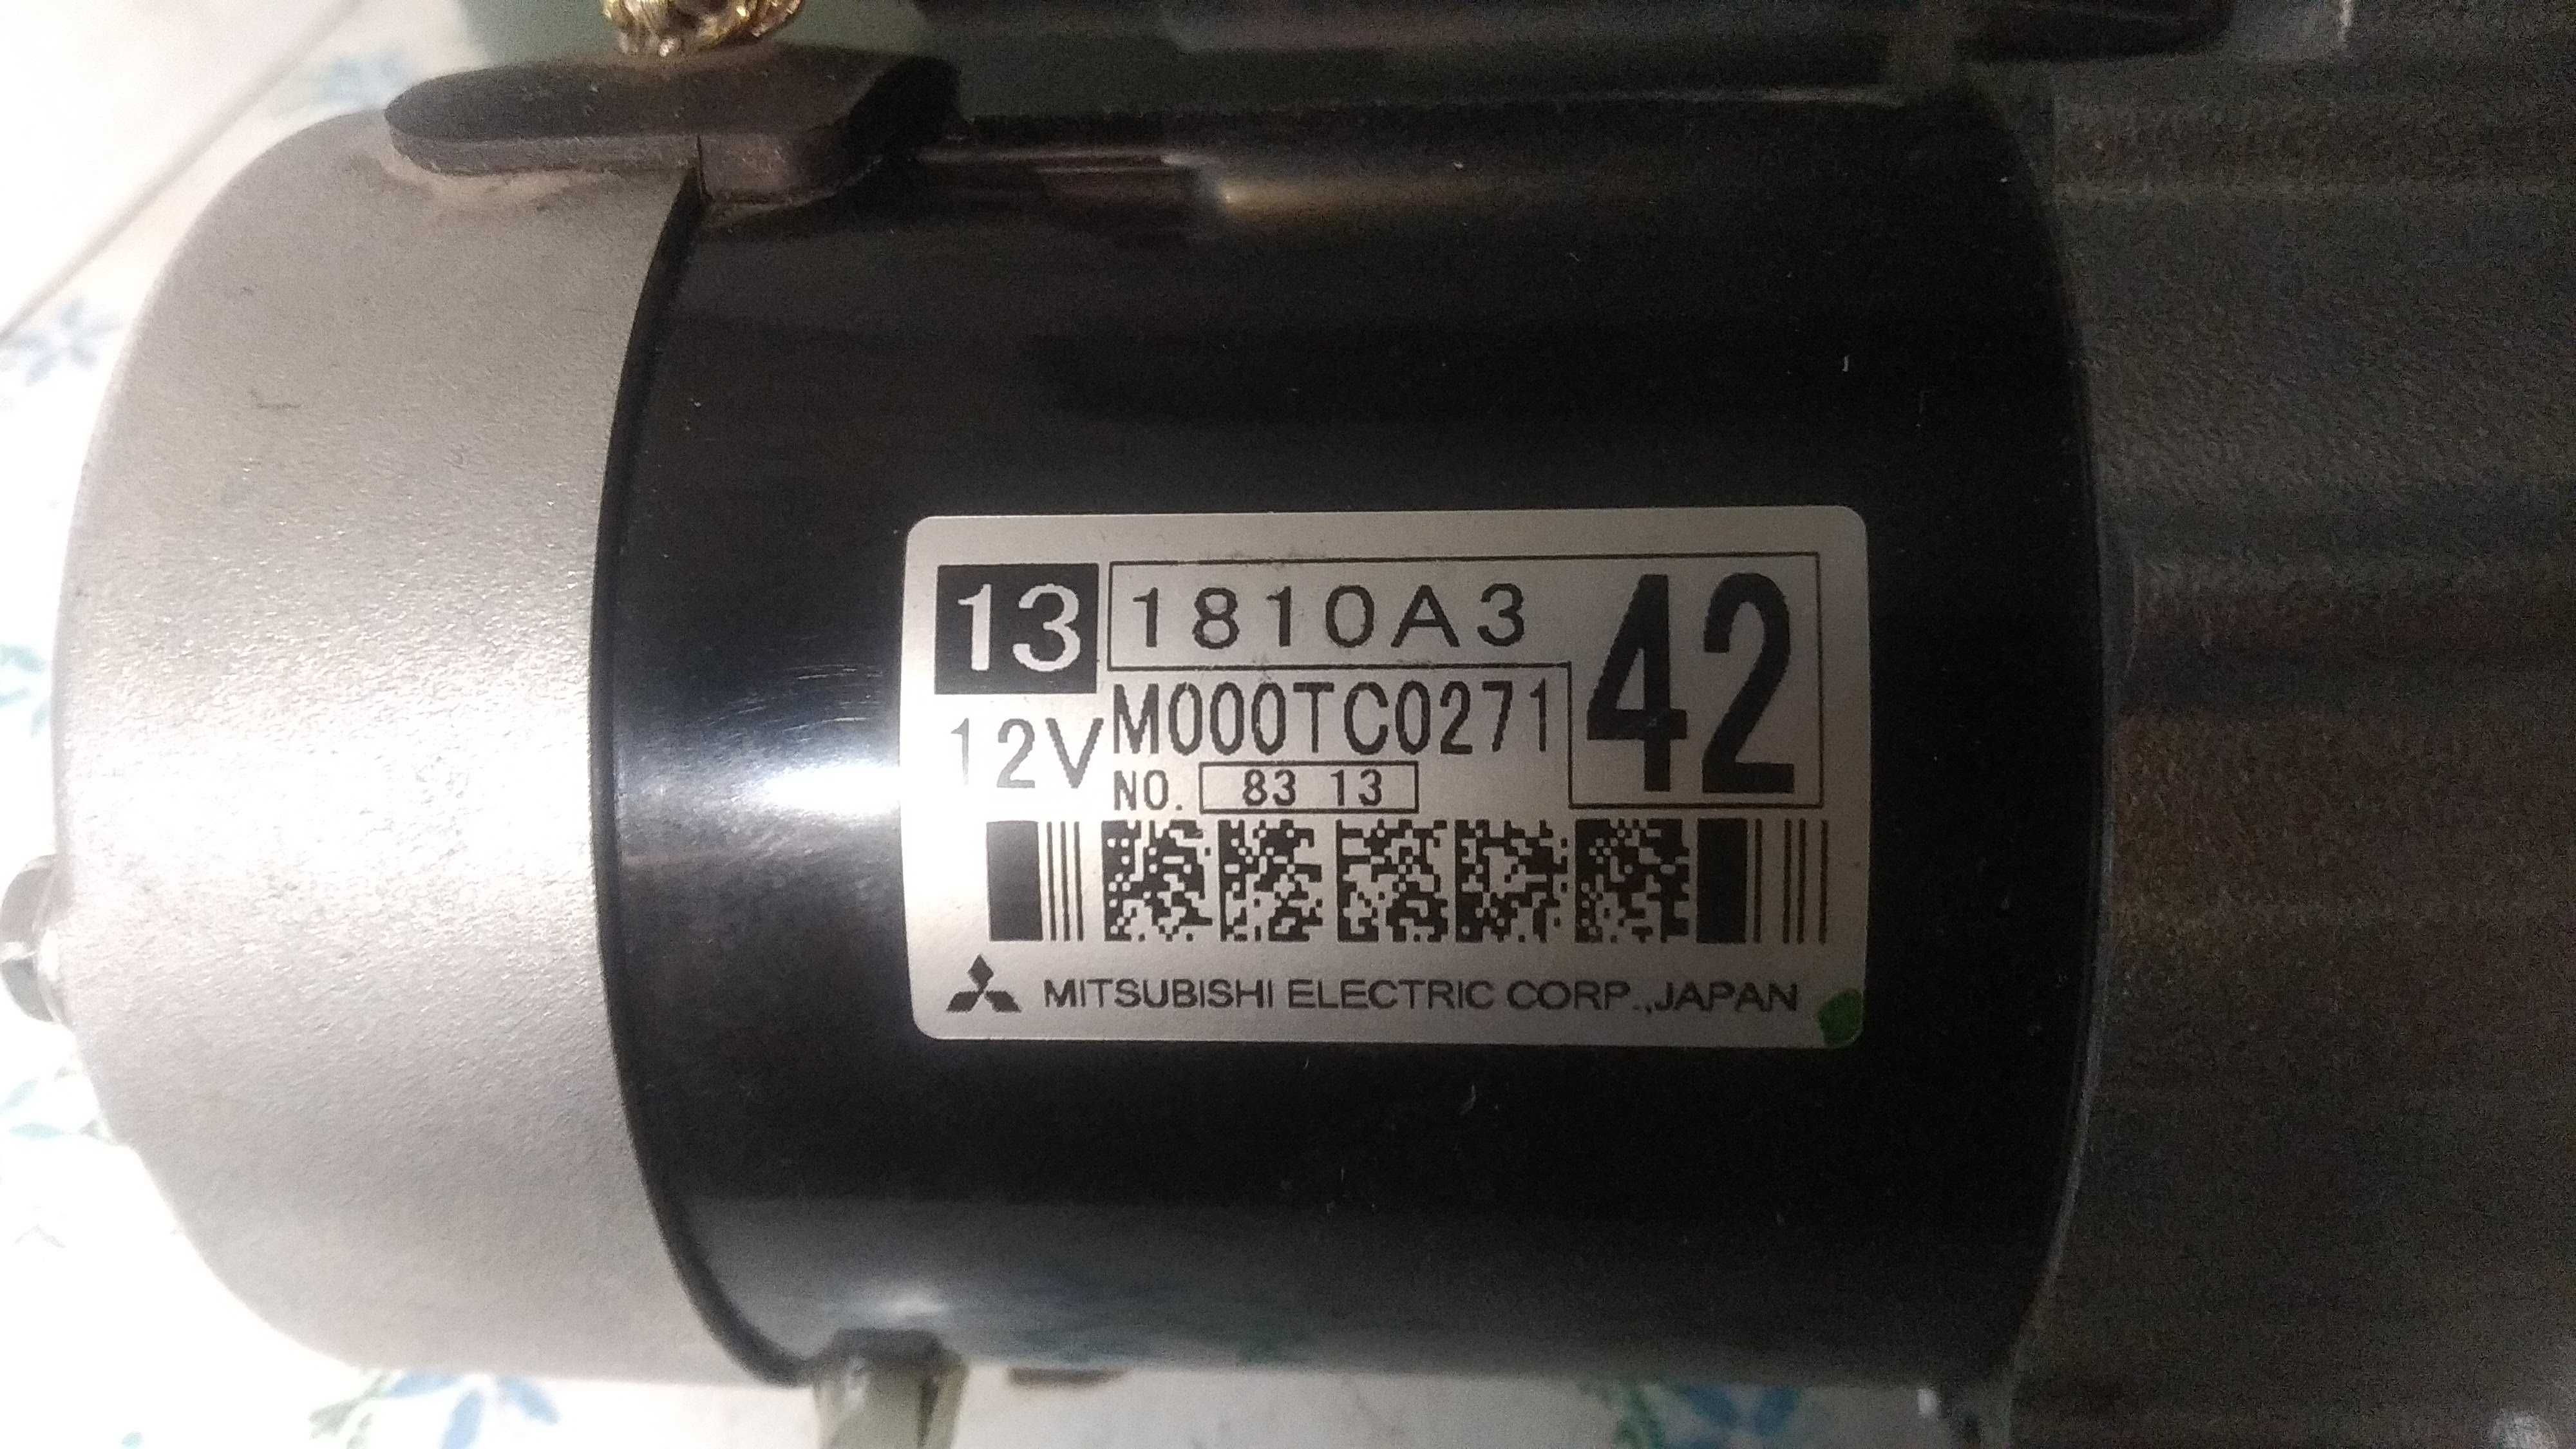 13 1810A3 42
12V M000TC0271
NO. 83 13
MITSUBISHI ELECTRIC CORP., JAPAN